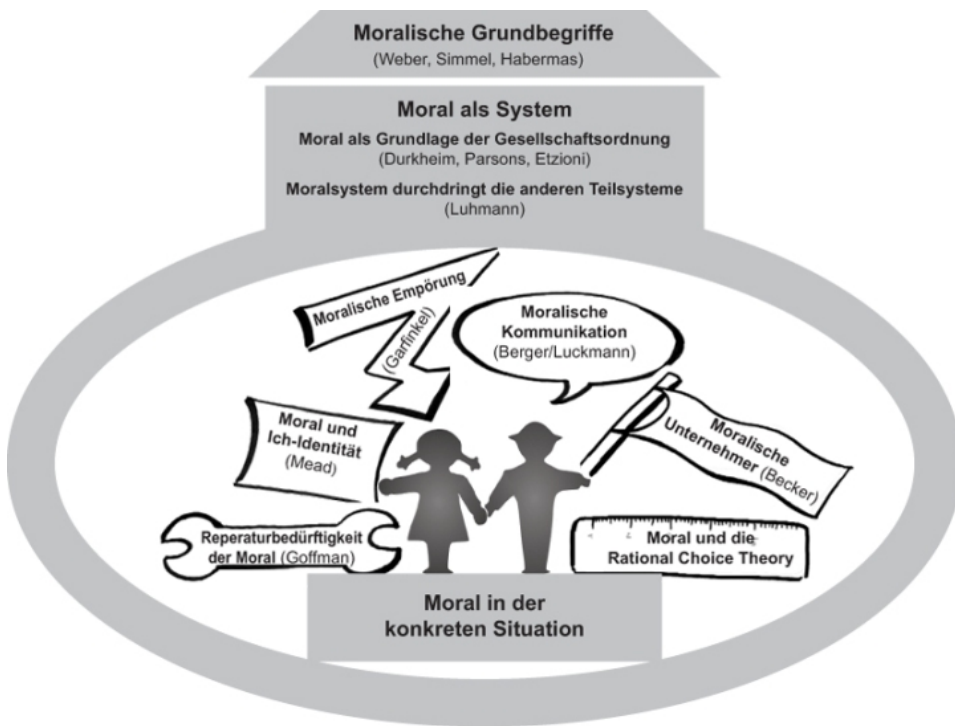 Moralische Grundbegriffe
(Weber, Simmel, Habermas)
Moral als System
Moral als Grundlage der Gesellschaftsordnung
(Durkheim, Parsons, Etzioni)
Moralsystem durchdringt die anderen Teilsysteme
(Luhmann)
Moralische Empörung
(Garfinkel)
Moralische
Kommunikation
(Berger/Luckmann)
Moral und
Ich-Identität
(Mead)
Moralische
Unternehmer (Becker)
Reperaturbedürftigkeit
der Moral (Goffman)
Moral und die
Rational Choice Theory
Moral in der
konkreten Situation